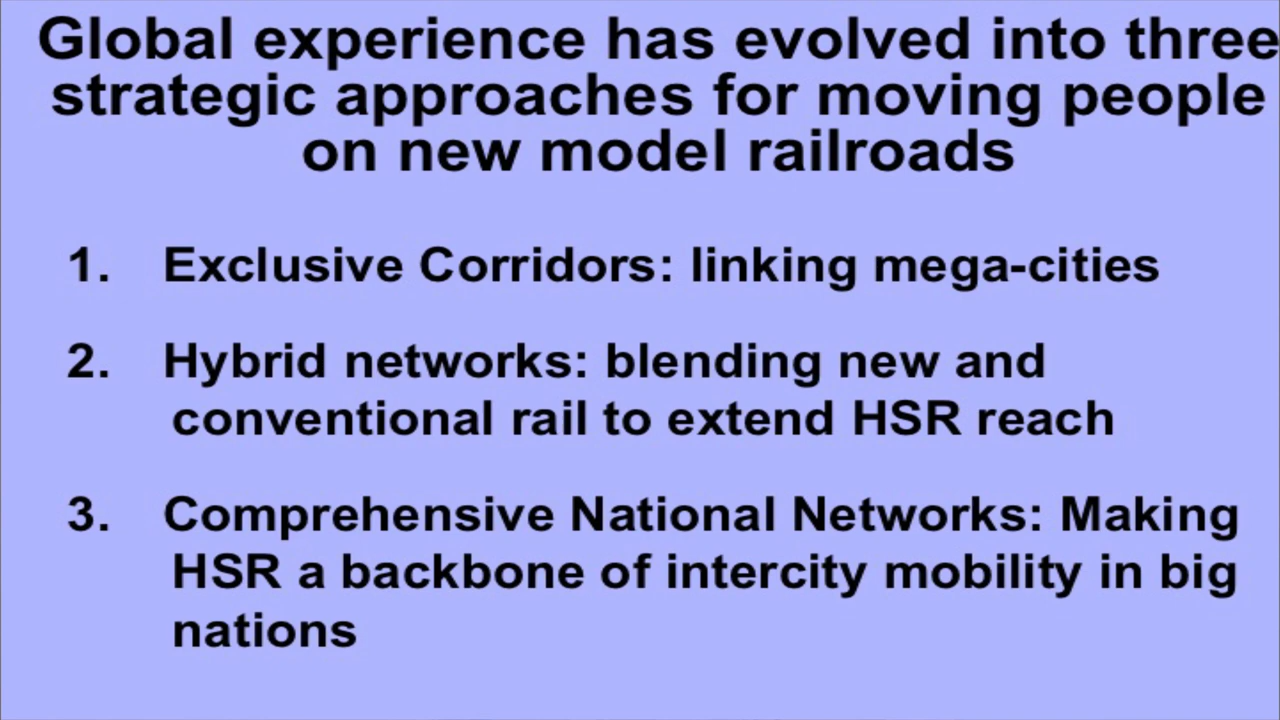 Global experience has evolved into three
strategic approaches for moving people
on new model railroads
1. Exclusive Corridors: linking mega-cities
2. Hybrid networks: blending new and
conventional rail to extend HSR reach
3. Comprehensive National Networks: Making
HSR a backbone of intercity mobility in big
nations